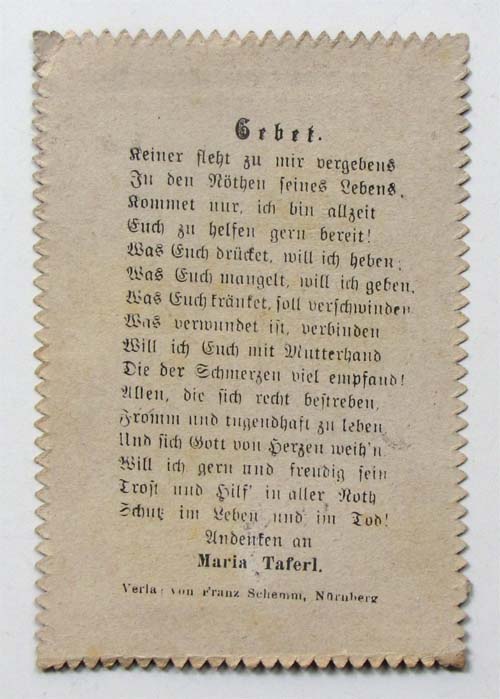 Gebet.
Keiner fleht zu mir vergebens
In den Nöthen seines Lebens,
Kommet nur, ich bin allzeit
Euch zu helfen gern bereit!
Was Euch drücket, will ich heben;
Was Euch mangelt, will ich geben,
Was Euch kränket, soll verschwinden
Was verwundet ist, verbinden
Will ich Euch mit Mutterhand
Die der Schmerzen viel empfand!
Allen, die sich recht bestreben,
Fromm und tugendhaft zu leben
Und sich Gott von Herzen weih'n
Will ich gern und freudig sein
Trost und Hilf' in aller Noth
Schutz im Leben und im Tod!
Andenken an
Maria Taferl.
Verlag von Franz Schemm, Nürnberg